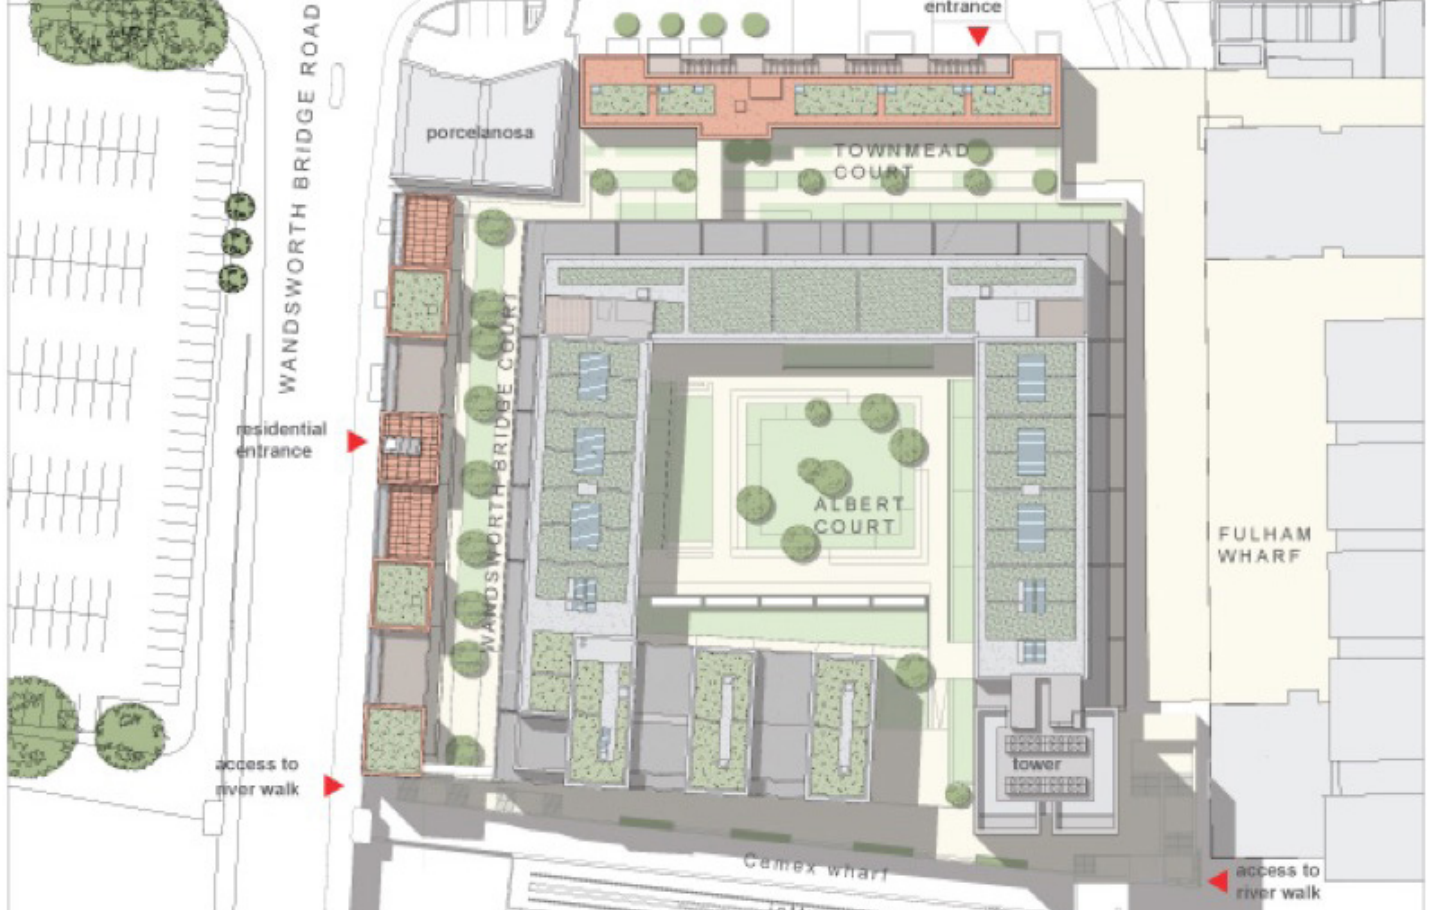 entrance
WANDSWORTH BRIDGE ROAD
porcelanosa
TOWNMEAD
COURT
WANDSWORTH BRIDGE COURT
residential
entrance
ALBERT
COURT
FULHAM
WHARF
access to
river walk
tower
Cemex wharf
access to
river walk